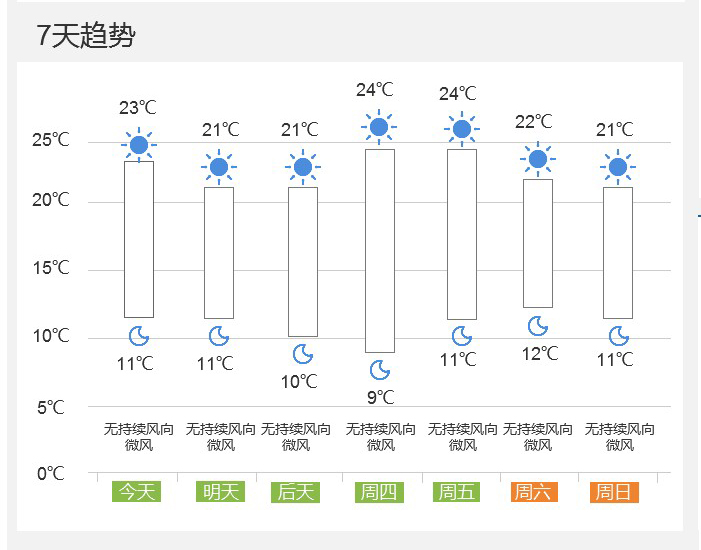 7天趋势
23℃ 21℃ 21℃ 24℃ 24℃ 22℃ 21℃
25℃
20℃
15℃
10℃
11℃ 11℃ 10℃ 9℃ 11℃ 12℃ 11℃
5℃
无持续风向 无持续风向 无持续风向 无持续风向 无持续风向 无持续风向 无持续风向
微风 微风 微风 微风 微风 微风 微风
0℃
今天 明天 后天 周四 周五 周六 周日